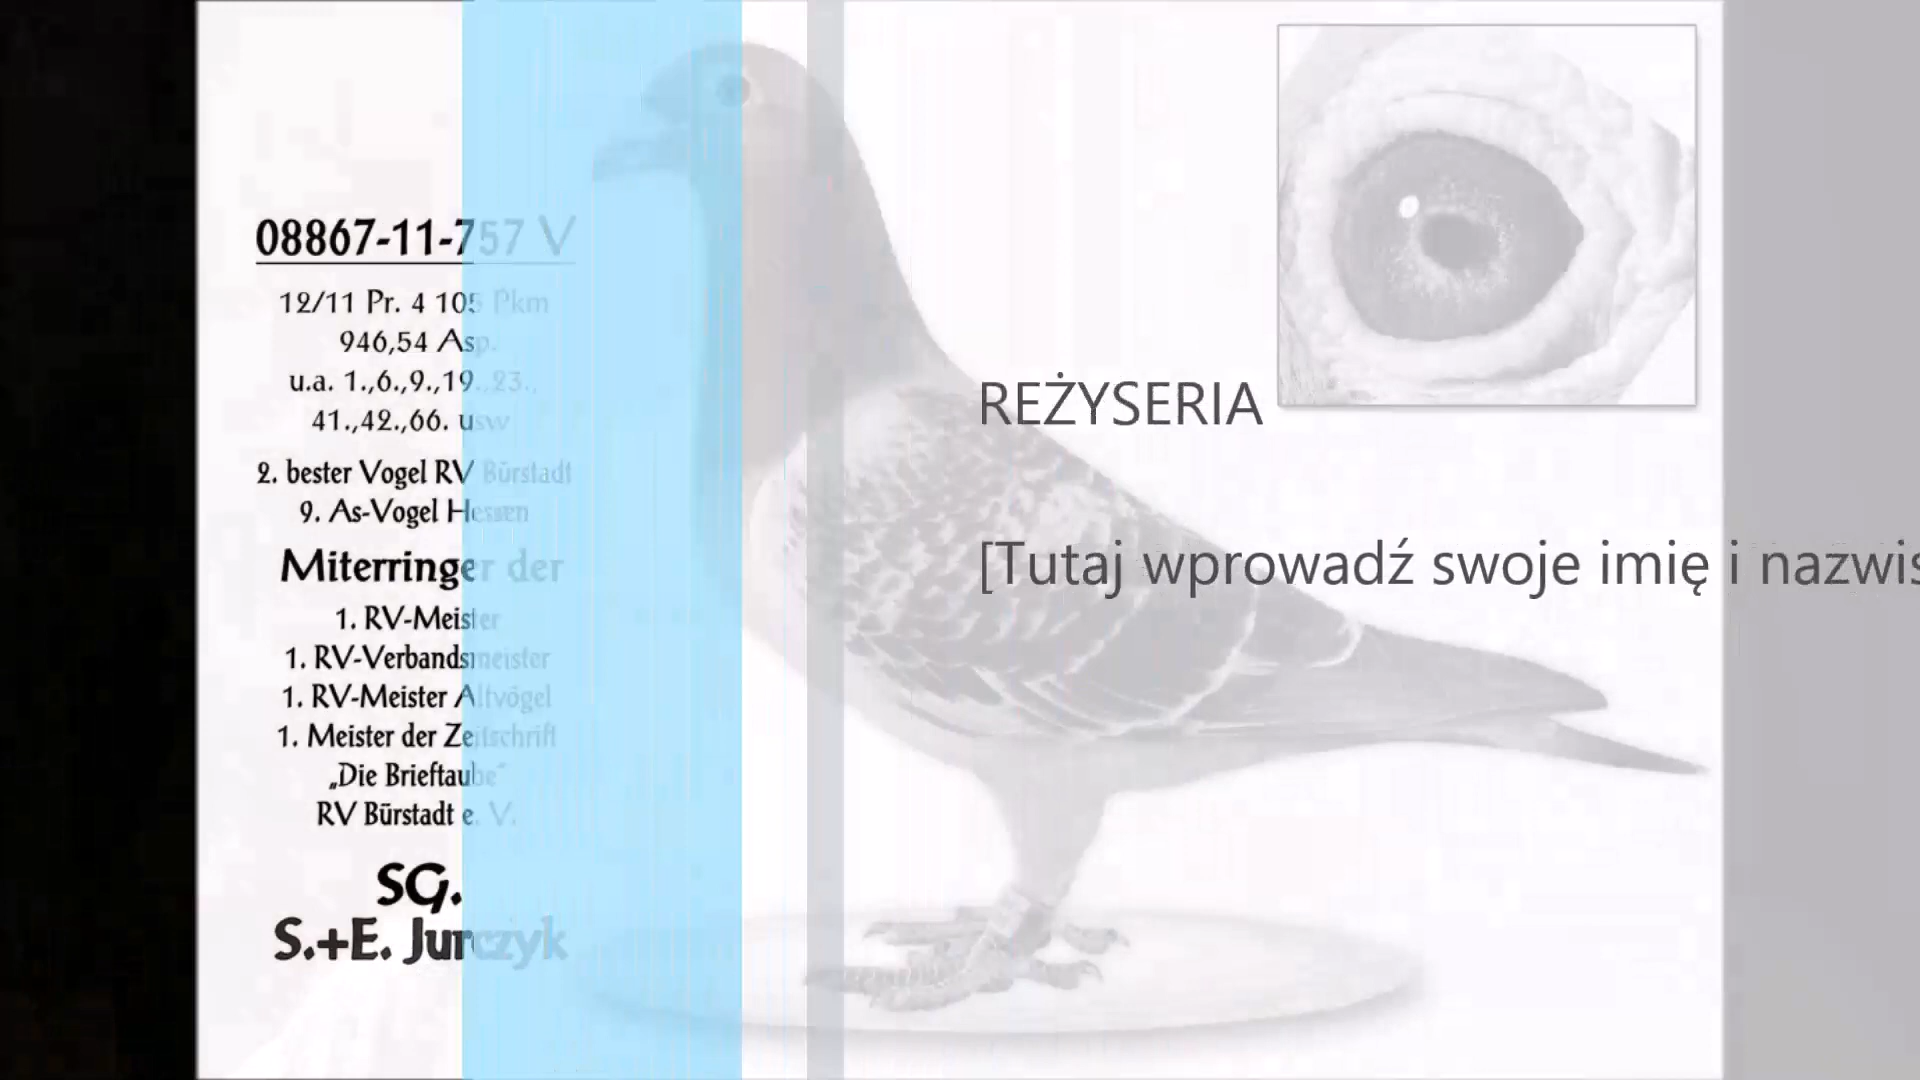 08867-11-757 V
12/11 Pr. 4 105 Pkm
946,54 Asp.
u.a. 1.,6.,9.,19.,23.,
41.,42.,66. usw
2. bester Vogel RV Bürstadt
9. As-Vogel Hessen
Miterringer der
1. RV-Meister
1. RV-Verbandsmeister
1. RV-Meister Altvögel
1. Meister der Zeitschrift
„Die Brieftaube"
RV Bürstadt e. V.
SG.
S.+E. Jurczyk
REŻYSERIA
[Tutaj wprowadź swoje imię i nazwis